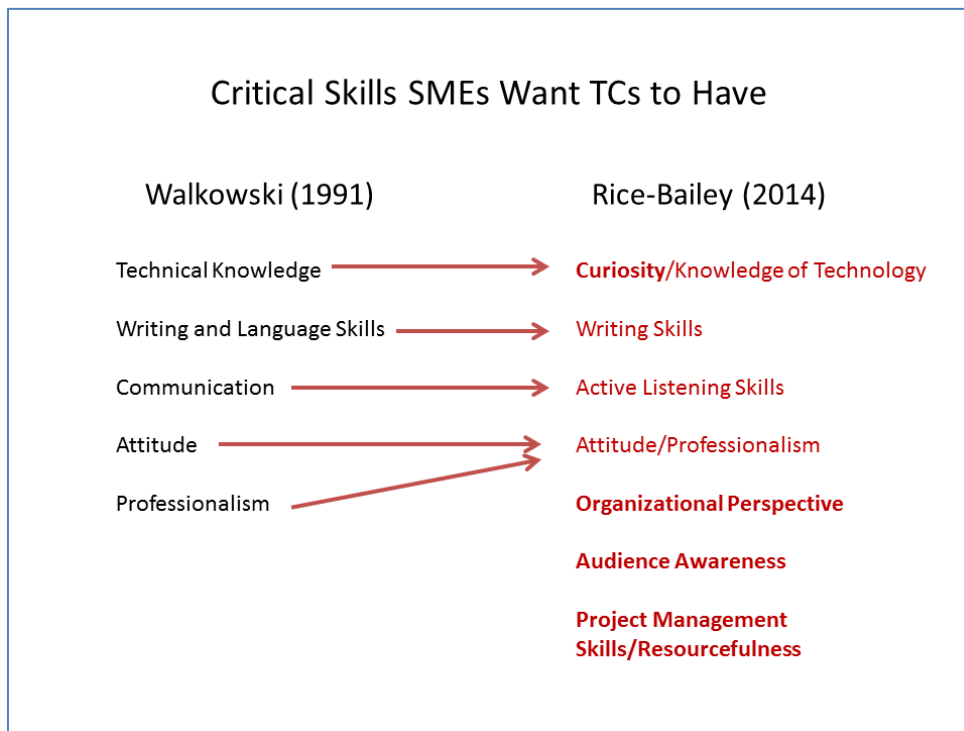 Critical Skills SMEs Want TCs to Have
Walkowski (1991)
Rice-Bailey (2014)
Technical Knowledge
Curiosity/Knowledge of Technology
Writing and Language Skills
Writing Skills
Communication
Active Listening Skills
Attitude
Attitude/Professionalism
Professionalism
Organizational Perspective
Audience Awareness
Project Management
Skills/Resourcefulness